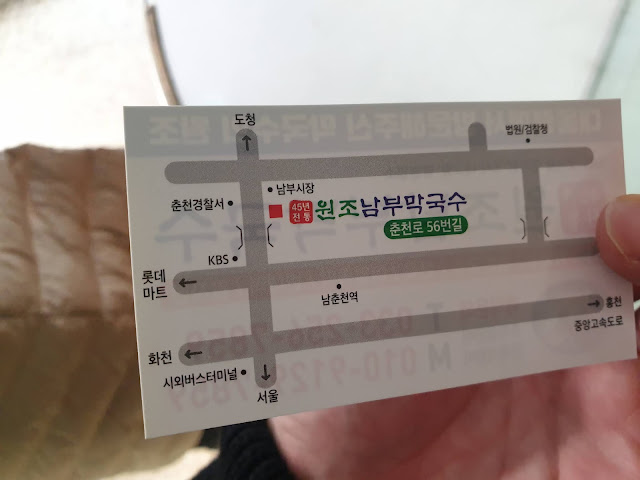 도청
법원/검찰청
남부시장
춘천경찰서
45년
전통
원조남부막국수
춘천로 56번길
KBS
롯데
마트
남춘천역
홍천
중앙고속도로
화천
시외버스터미널
서울